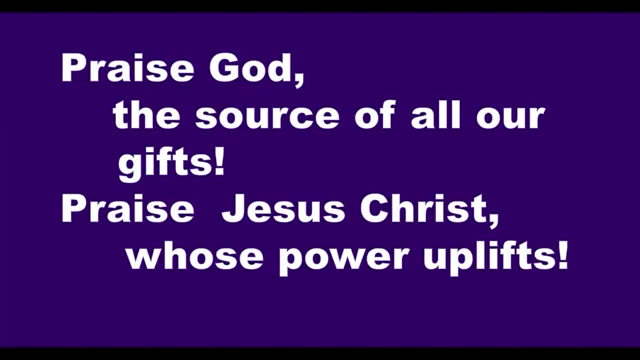 Praise God,
the source of all our
gifts!
Praise  Jesus Christ,
whose power uplifts!